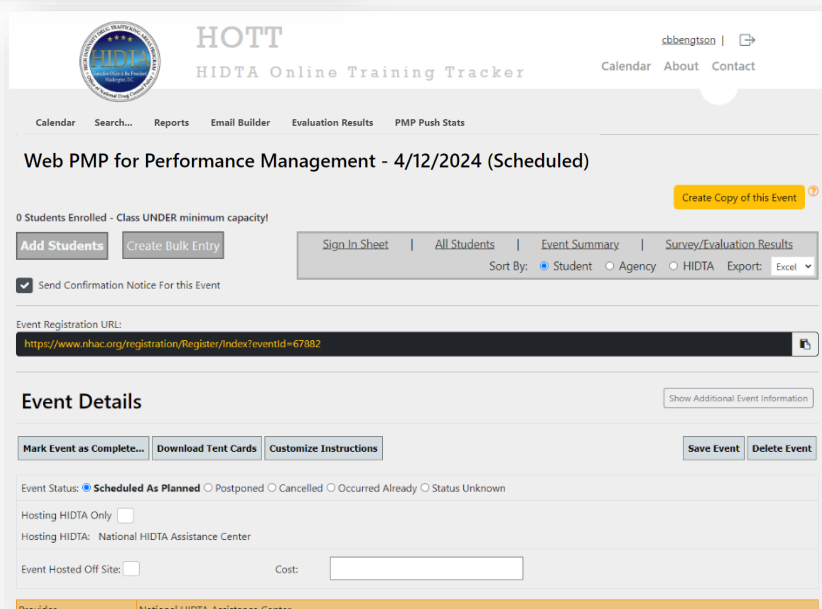 HIDTA
HOTT
HIDTA Online Training Tracker
cbbengtson |
Calendar About Contact
Calendar Search... Reports Email Builder Evaluation Results PMP Push Stats
Web PMP for Performance Management - 4/12/2024 (Scheduled)
Create Copy of this Event
?
0 Students Enrolled - Class UNDER minimum capacity!
Add Students Create Bulk Entry
Sign In Sheet | All Students | Event Summary | Survey/Evaluation Results
Sort By: Student Agency HIDTA Export: Excel
Send Confirmation Notice For this Event
Event Registration URL:
https://www.nhac.org/registration/Register/Index?eventId=67882
Event Details
Show Additional Event Information
Mark Event as Complete... Download Tent Cards Customize Instructions Save Event Delete Event
Event Status: Scheduled As Planned Postponed Cancelled Occurred Already Status Unknown
Hosting HIDTA Only
Hosting HIDTA: National HIDTA Assistance Center
Event Hosted Off Site: Cost:
Provider National HIDTA Assistance Center